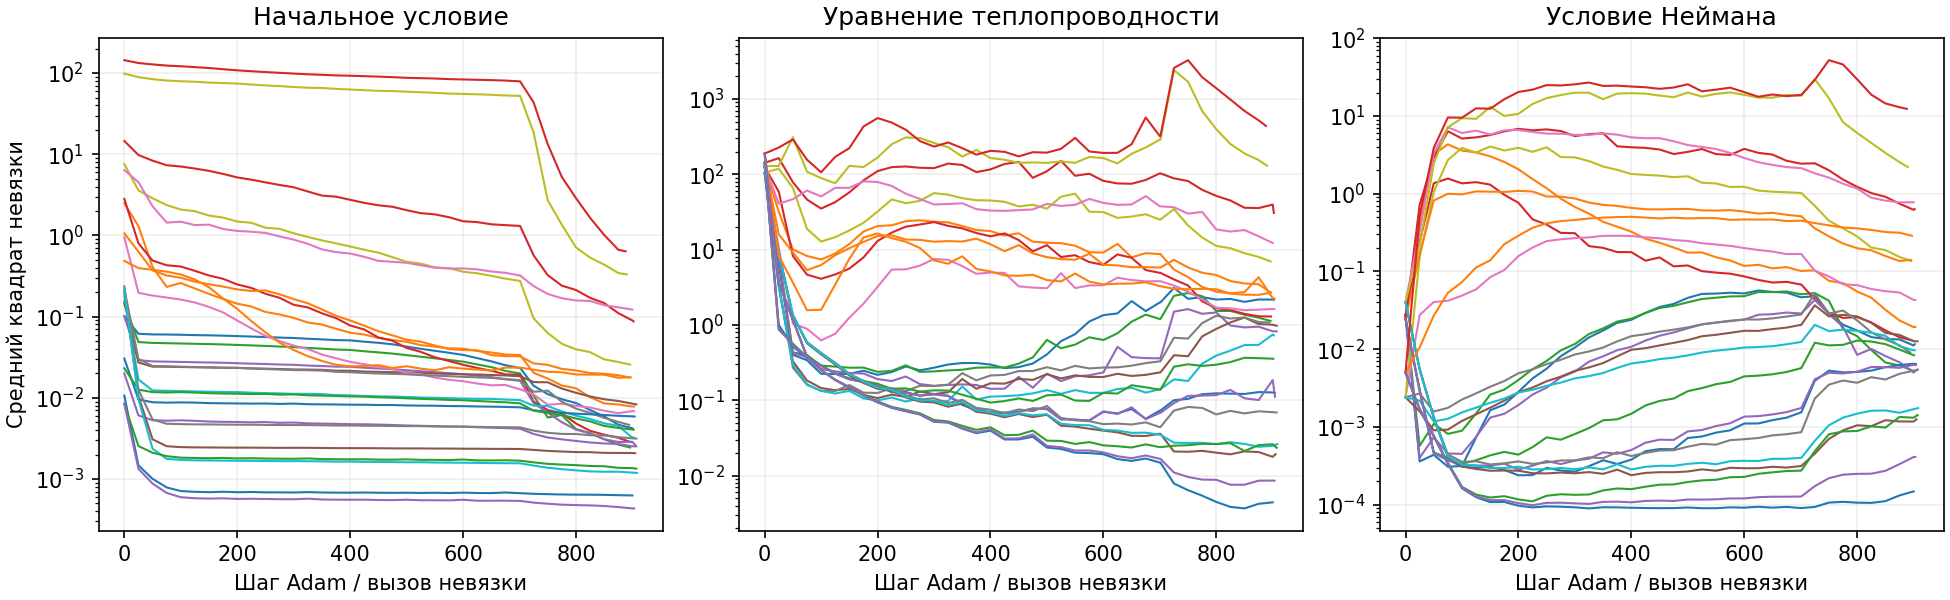 Начальное условие
Средний квадрат невязки
10²
10¹
10⁰
10⁻¹
10⁻²
10⁻³
0 200 400 600 800
Шаг Adam / вызов невязки
Уравнение теплопроводности
10³
10²
10¹
10⁰
10⁻¹
10⁻²
0 200 400 600 800
Шаг Adam / вызов невязки
Условие Неймана
10²
10¹
10⁰
10⁻¹
10⁻²
10⁻³
10⁻⁴
0 200 400 600 800
Шаг Adam / вызов невязки